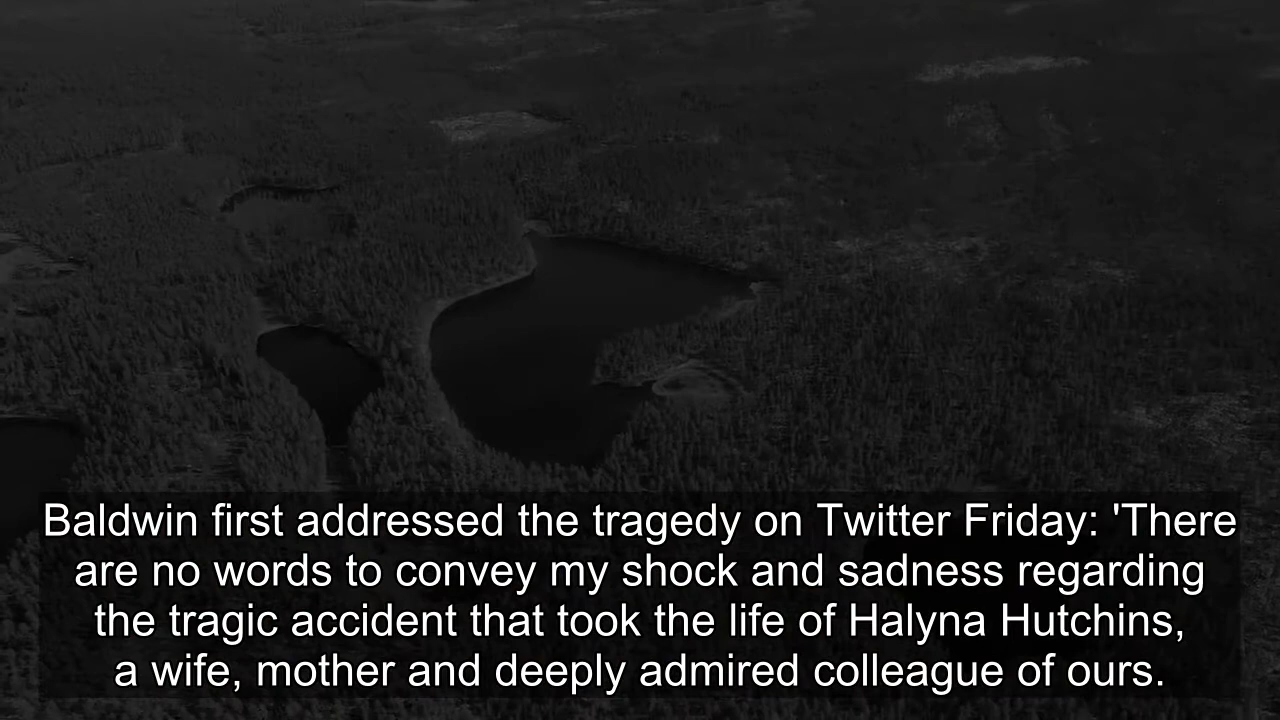 Baldwin first addressed the tragedy on Twitter Friday: 'There
are no words to convey my shock and sadness regarding
the tragic accident that took the life of Halyna Hutchins,
a wife, mother and deeply admired colleague of ours.